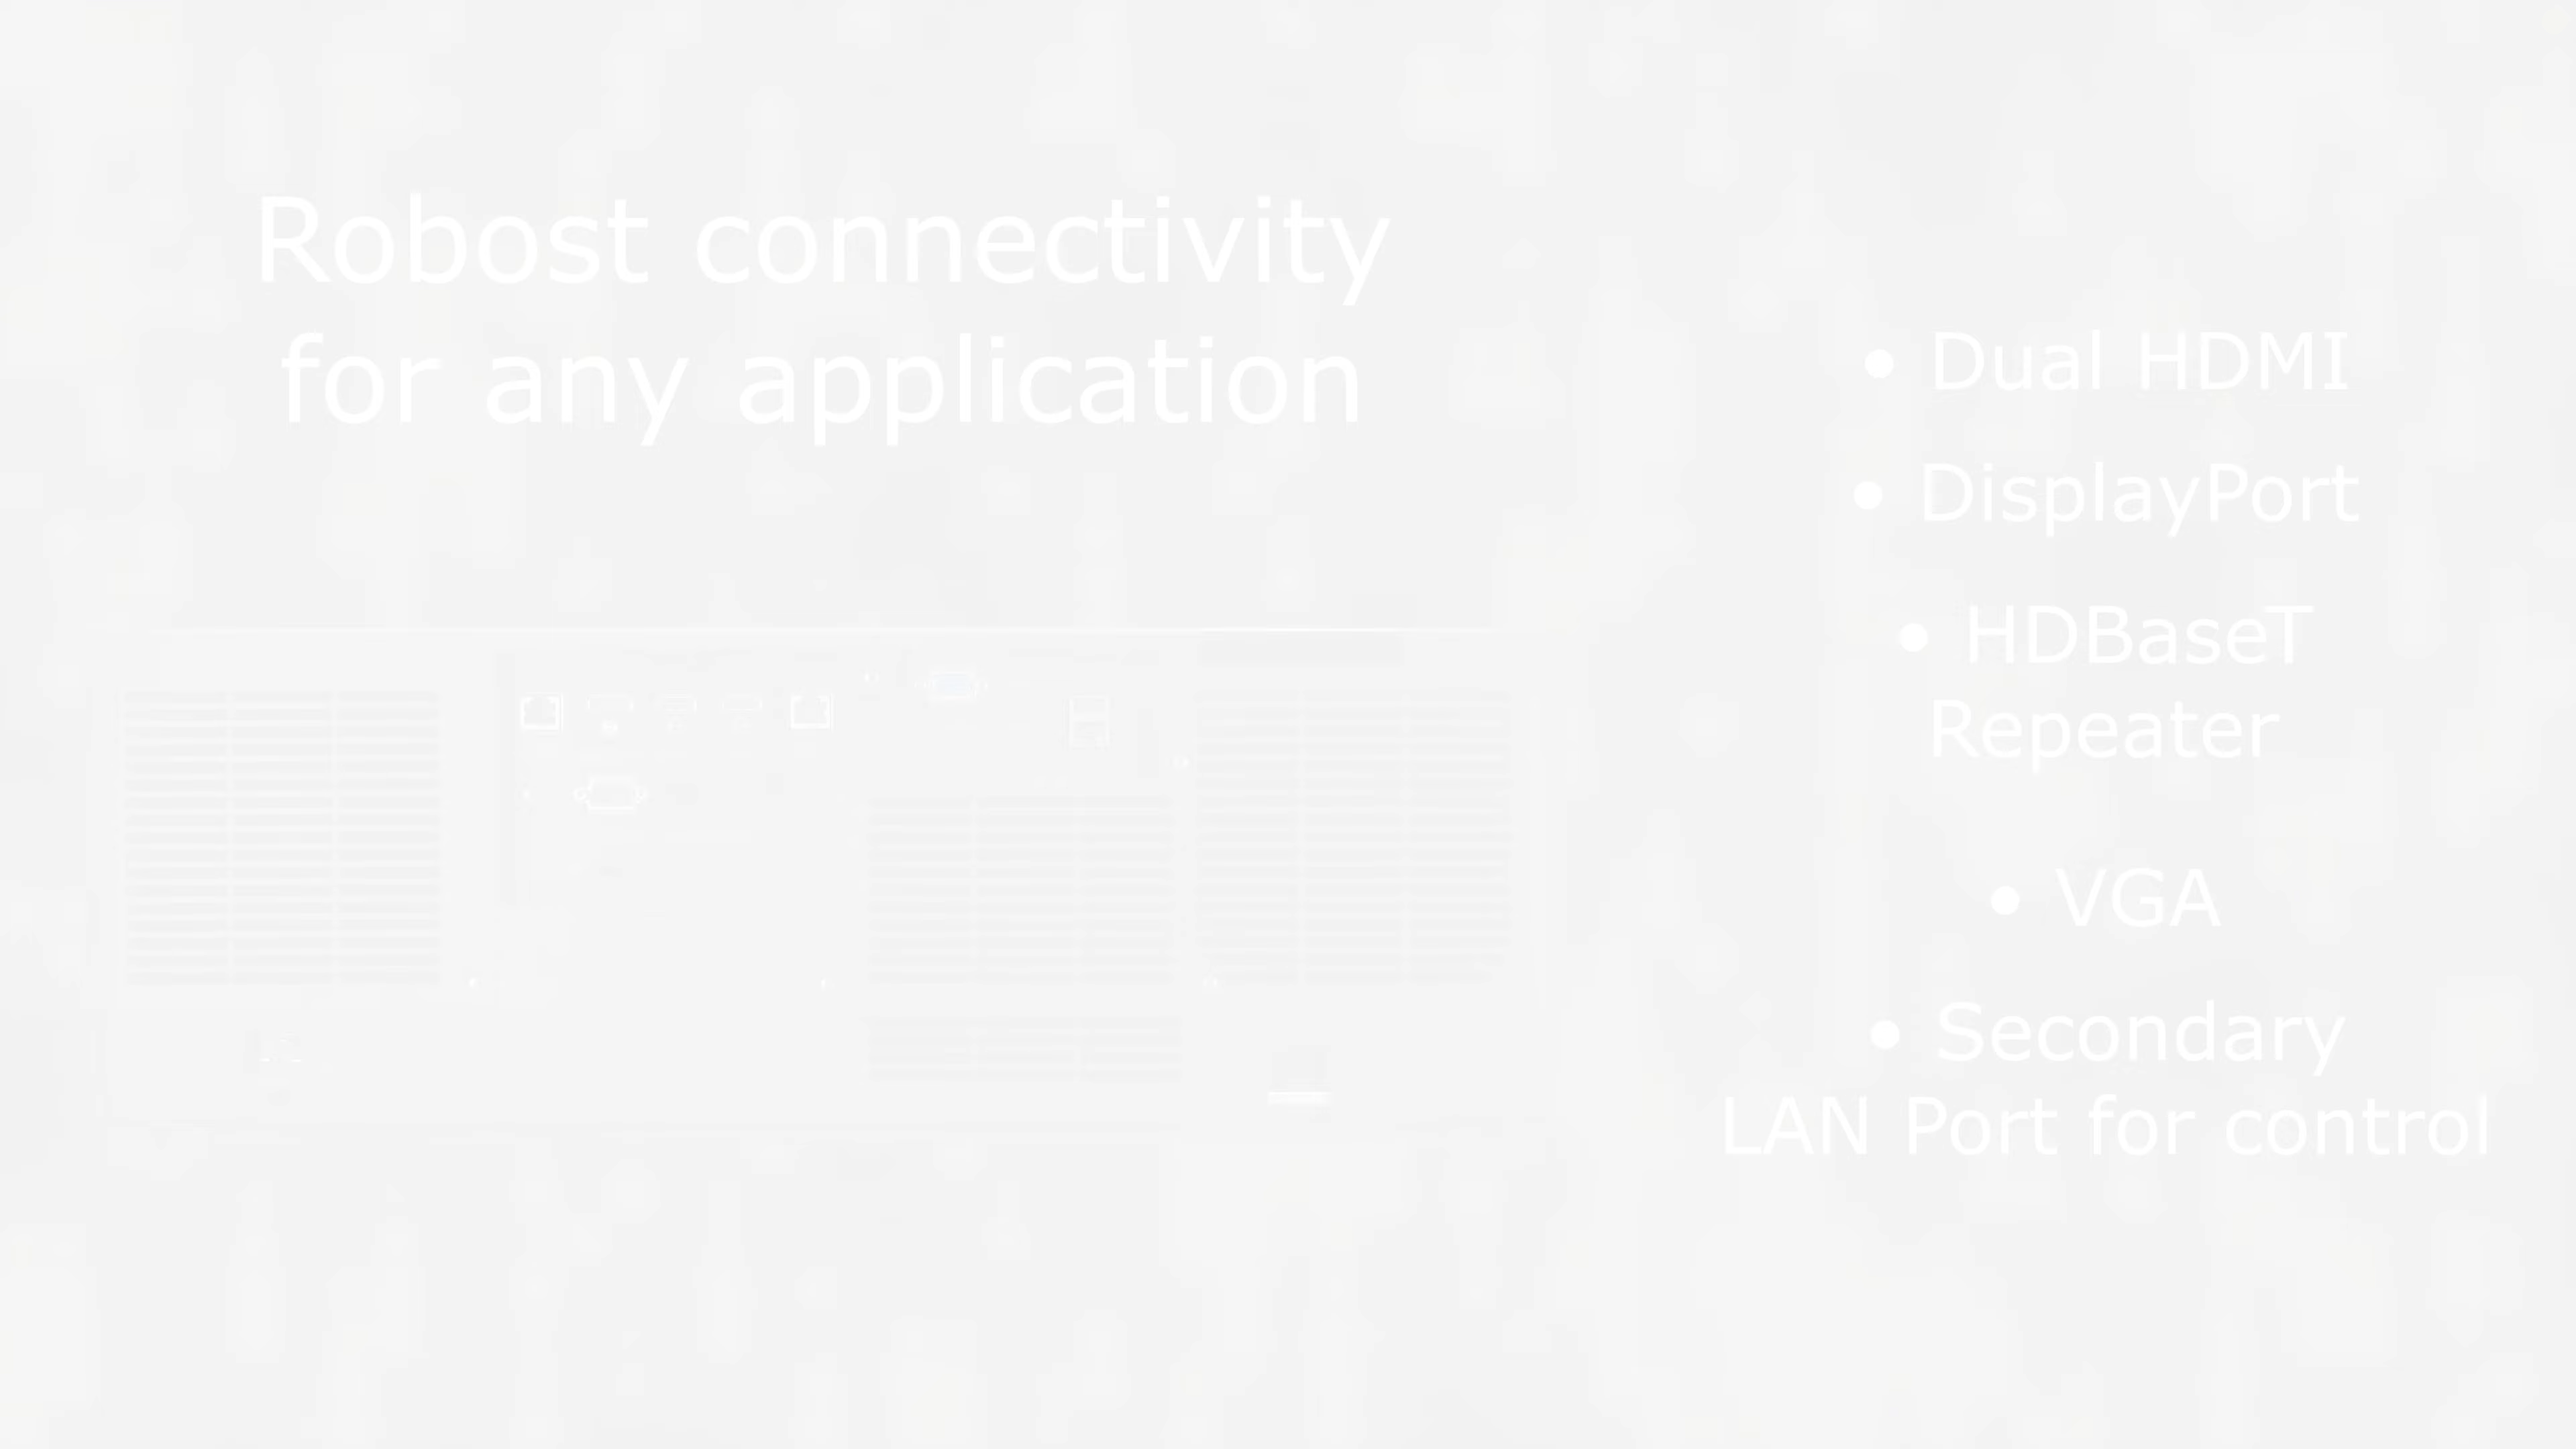 Robost connectivity
for any application
• Dual HDMI
• DisplayPort
• HDBaseT
Repeater
• VGA
• Secondary
LAN Port for control